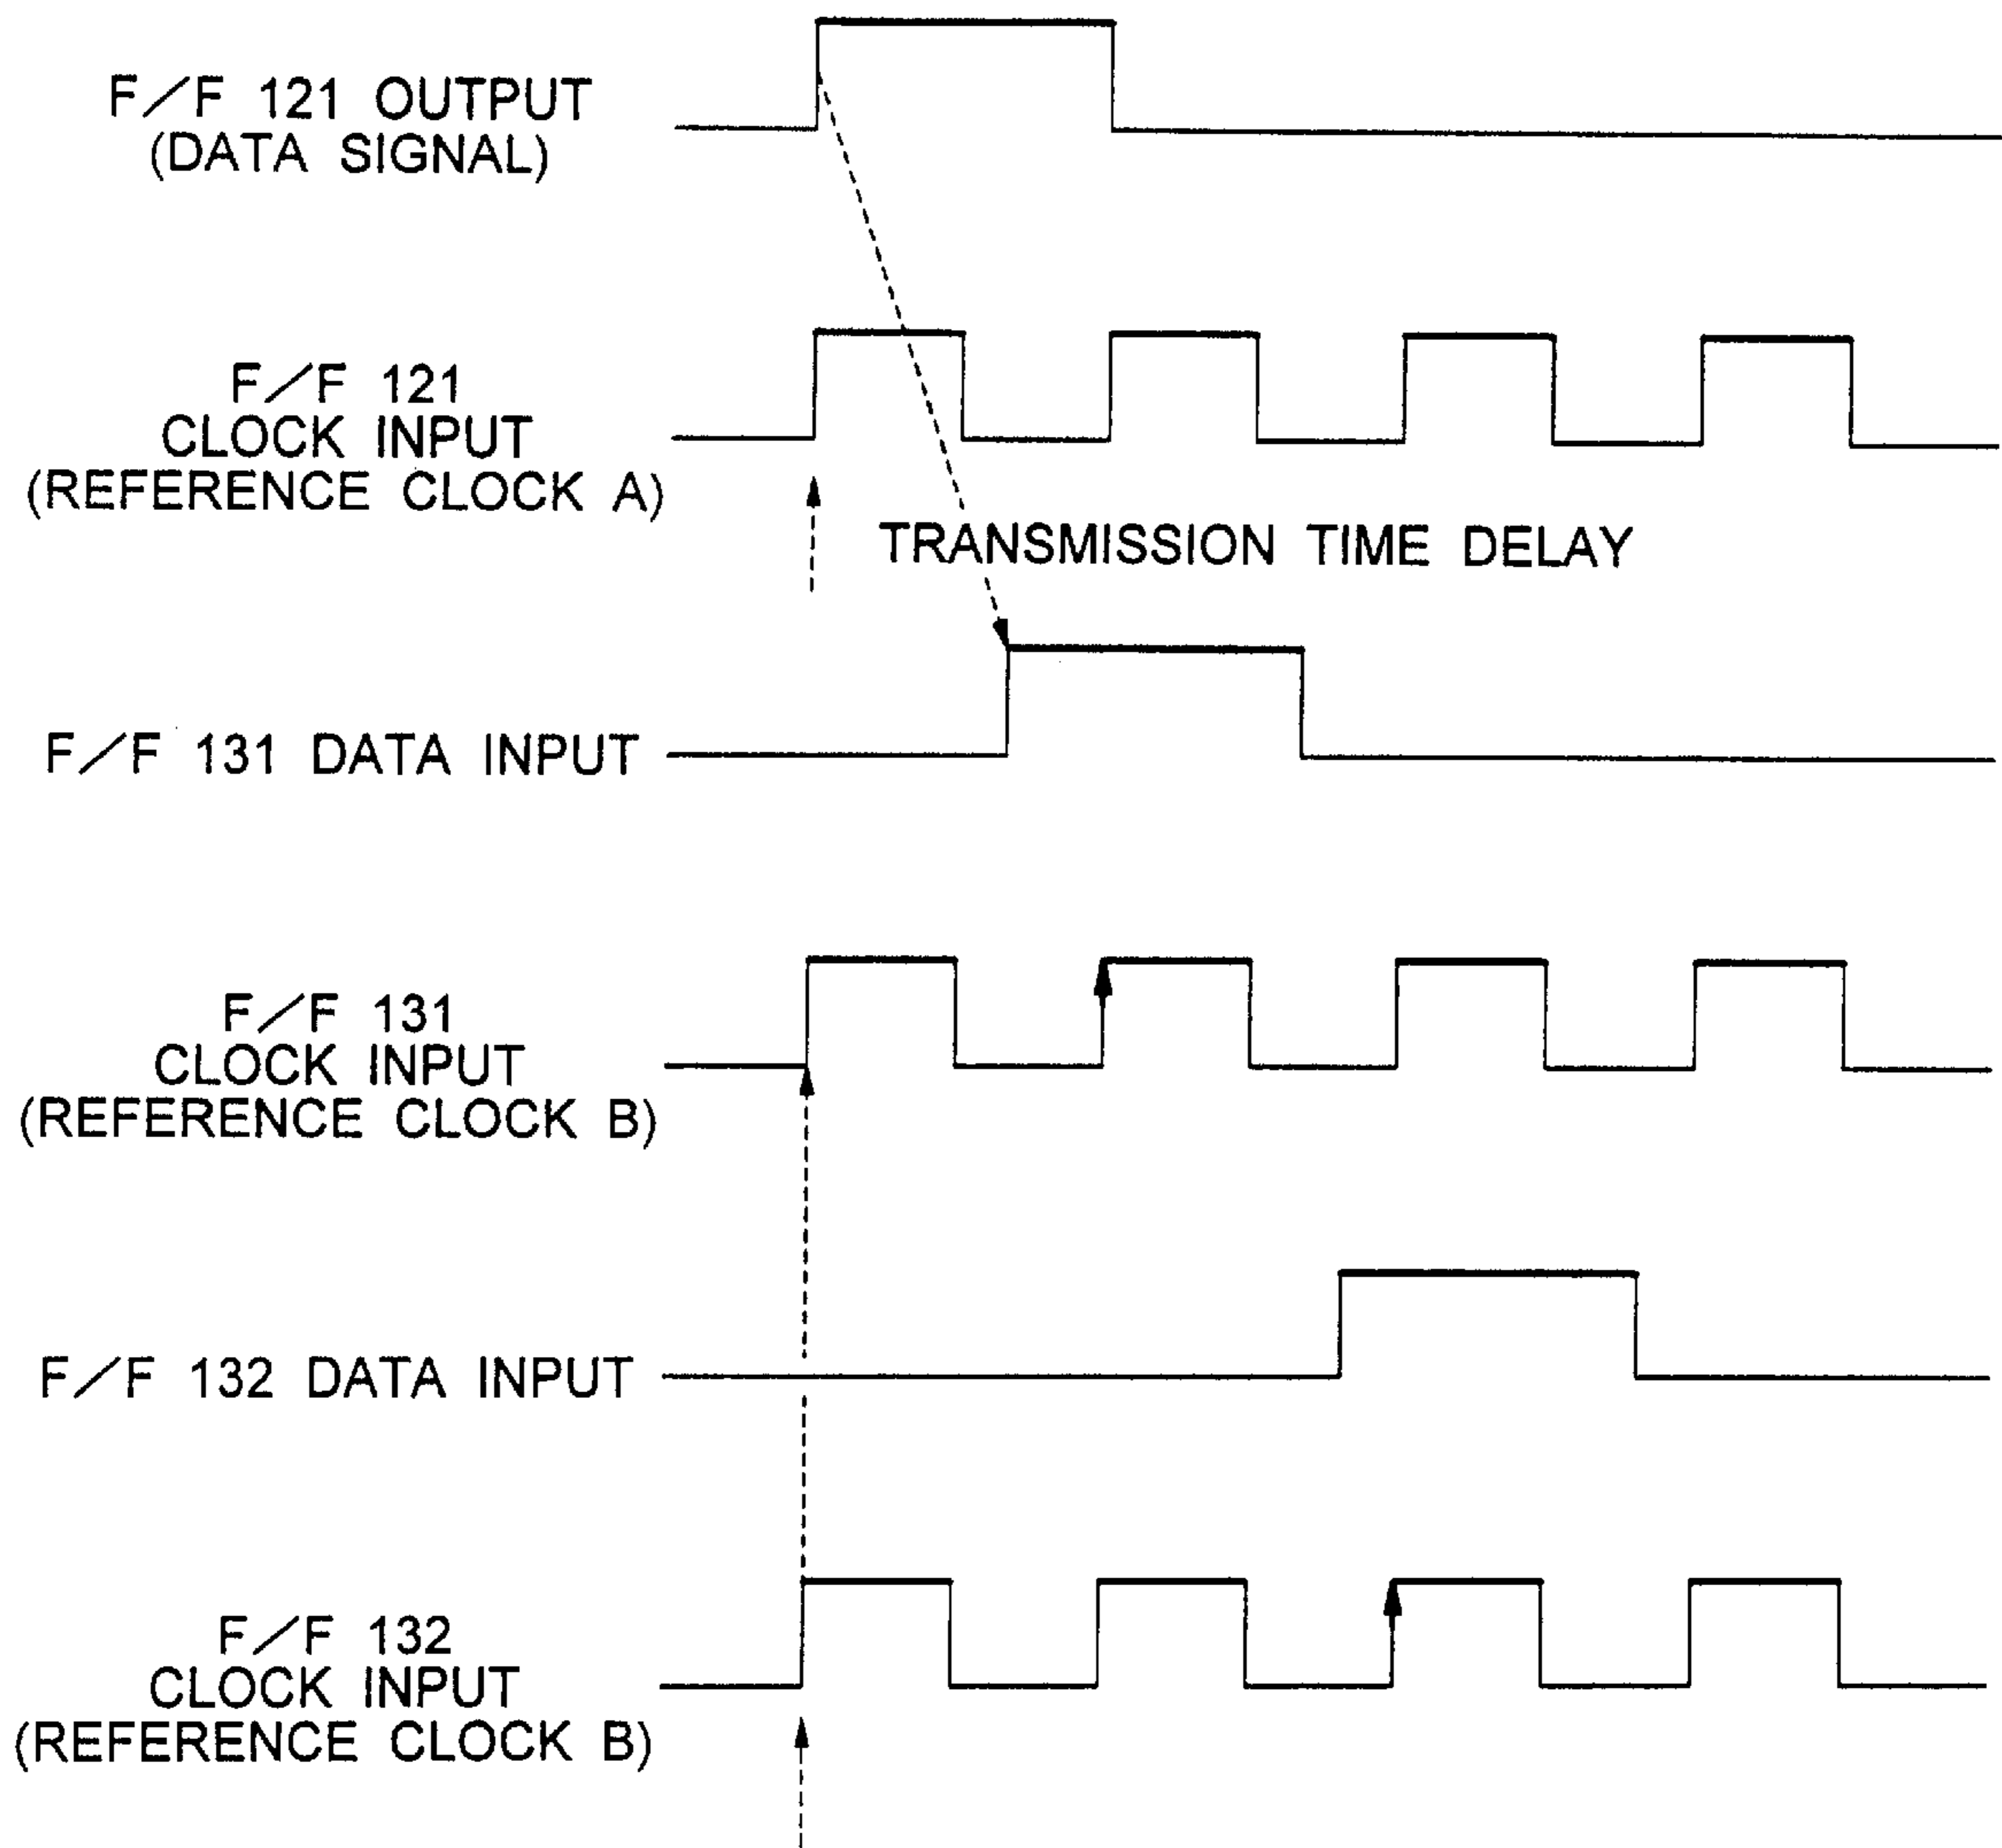 F/F 121 OUTPUT
(DATA SIGNAL)
F/F 121
CLOCK INPUT
(REFERENCE CLOCK A)
TRANSMISSION TIME DELAY
F/F 131 DATA INPUT
F/F 131
CLOCK INPUT
(REFERENCE CLOCK B)
F/F 132 DATA INPUT
F/F 132
CLOCK INPUT
(REFERENCE CLOCK B)